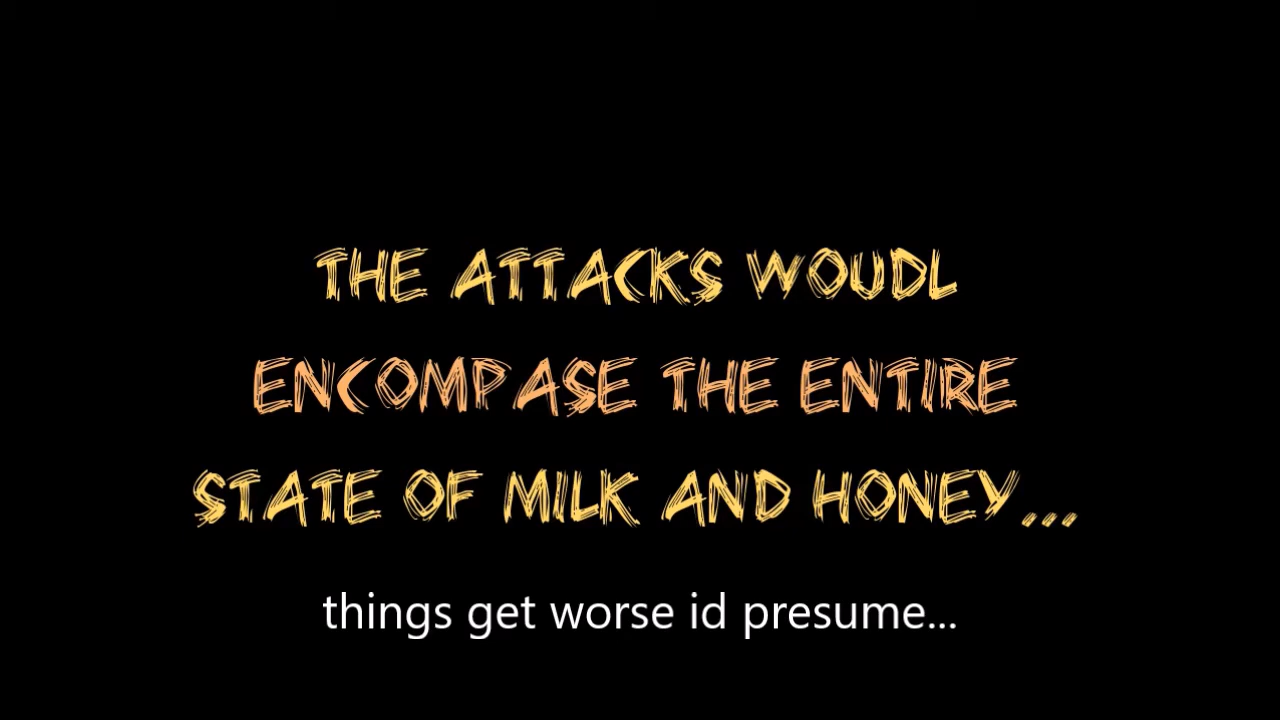 THE ATTACKS WOUDL
ENCOMPASE THE ENTIRE
STATE OF MILK AND HONEY...
things get worse id presume...